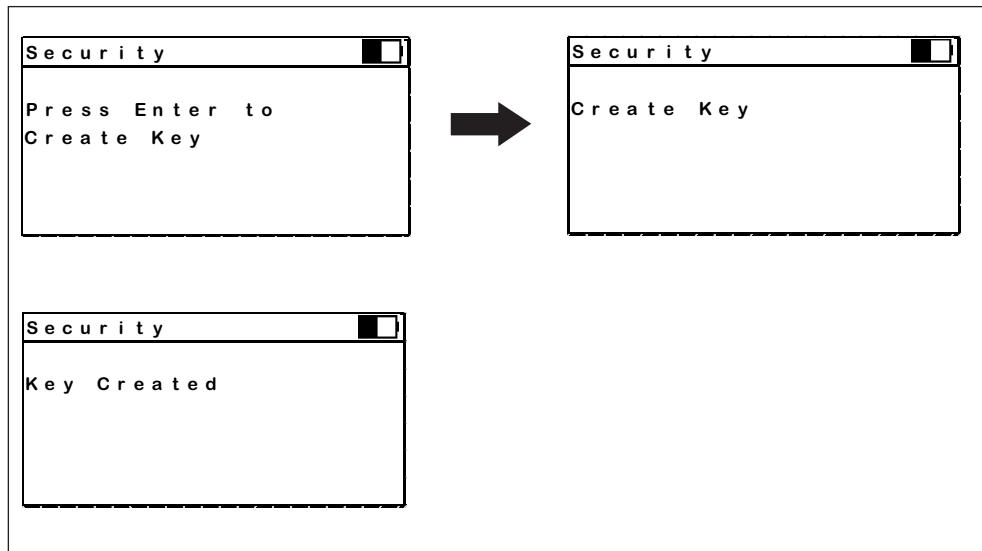 Security
Press Enter to
Create Key
Security
Create Key
Security
Key Created